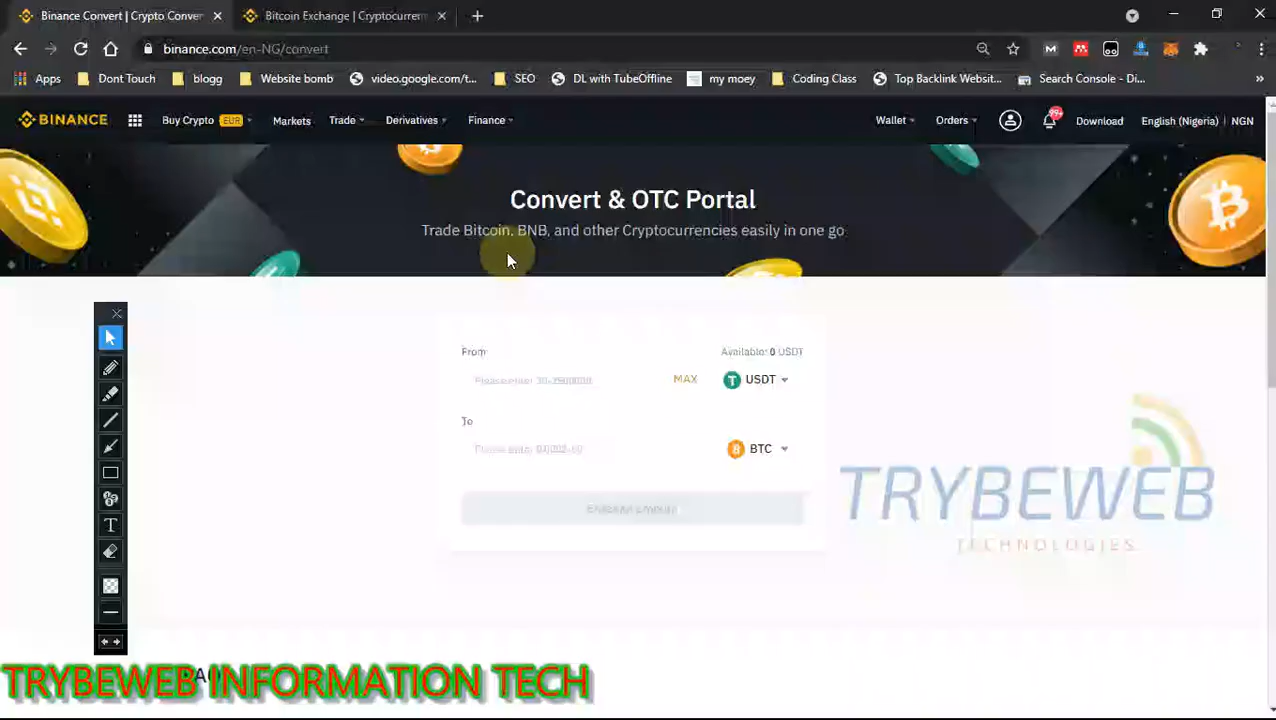 Binance Convert | Crypto Conver
Bitcoin Exchange | Cryptocurren
binance.com/en-NG/convert
Apps
Dont Touch
blogg
Website bomb
video.google.com/t...
SEO
DL with TubeOffline
my moey
Coding Class
Top Backlink Websit...
Search Console - Di...
BINANCE
Buy Crypto EUR
Markets
Trade
Derivatives
Finance
Wallet
Orders
99+
Download
English (Nigeria) | NGN
Convert & OTC Portal
Trade Bitcoin, BNB, and other Cryptocurrencies easily in one go
From
Available: 0 USDT
Please enter
MAX
USDT
To
Please enter
BTC
TRYBEWEB
TECHNOLOGIES
T
TRYBEWEB INFORMATION TECH